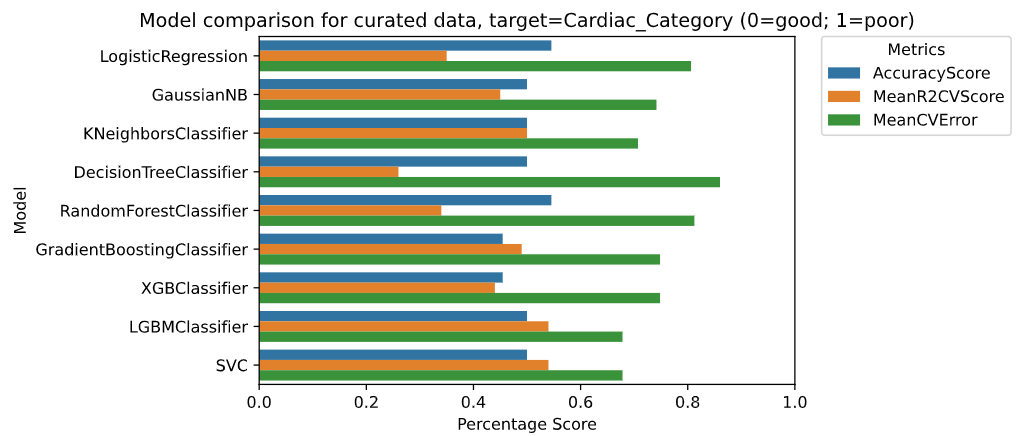 Model comparison for curated data, target=Cardiac_Category (0=good; 1=poor)
Metrics
AccuracyScore
MeanR2CVScore
MeanCVError
Model
LogisticRegression
GaussianNB
KNeighborsClassifier
DecisionTreeClassifier
RandomForestClassifier
GradientBoostingClassifier
XGBClassifier
LGBMClassifier
SVC
0.0 0.2 0.4 0.6 0.8 1.0
Percentage Score